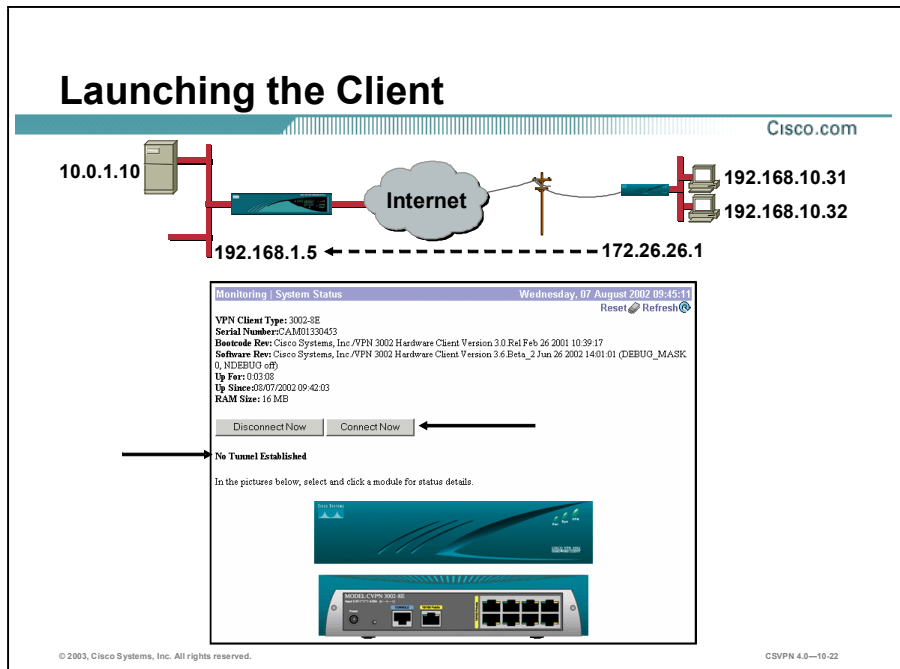 Launching the Client
Cisco.com
10.0.1.10
Internet
192.168.10.31
192.168.10.32
192.168.1.5
172.26.26.1
Monitoring | System Status
Wednesday, 07 August 2002 09:45:11
Reset Refresh
VPN Client Type: 3002-8E
Serial Number:CAM01330453
Bootcode Rev: Cisco Systems, Inc./VPN 3002 Hardware Client Version 3.0.Rel Feb 26 2001 10:39:17
Software Rev: Cisco Systems, Inc./VPN 3002 Hardware Client Version 3.6.Beta_2 Jun 26 2002 14:01:01 (DEBUG_MASK
0, NDEBUG off)
Up For: 0:03:08
Up Since:08/07/2002 09:42:03
RAM Size: 16 MB
Disconnect Now
Connect Now
No Tunnel Established
In the pictures below, select and click a module for status details.
Cisco Systems
MODEL CVPN 3002-8E
CONSOLE
© 2003, Cisco Systems, Inc. All rights reserved.
CSVPN 4.0—10-22